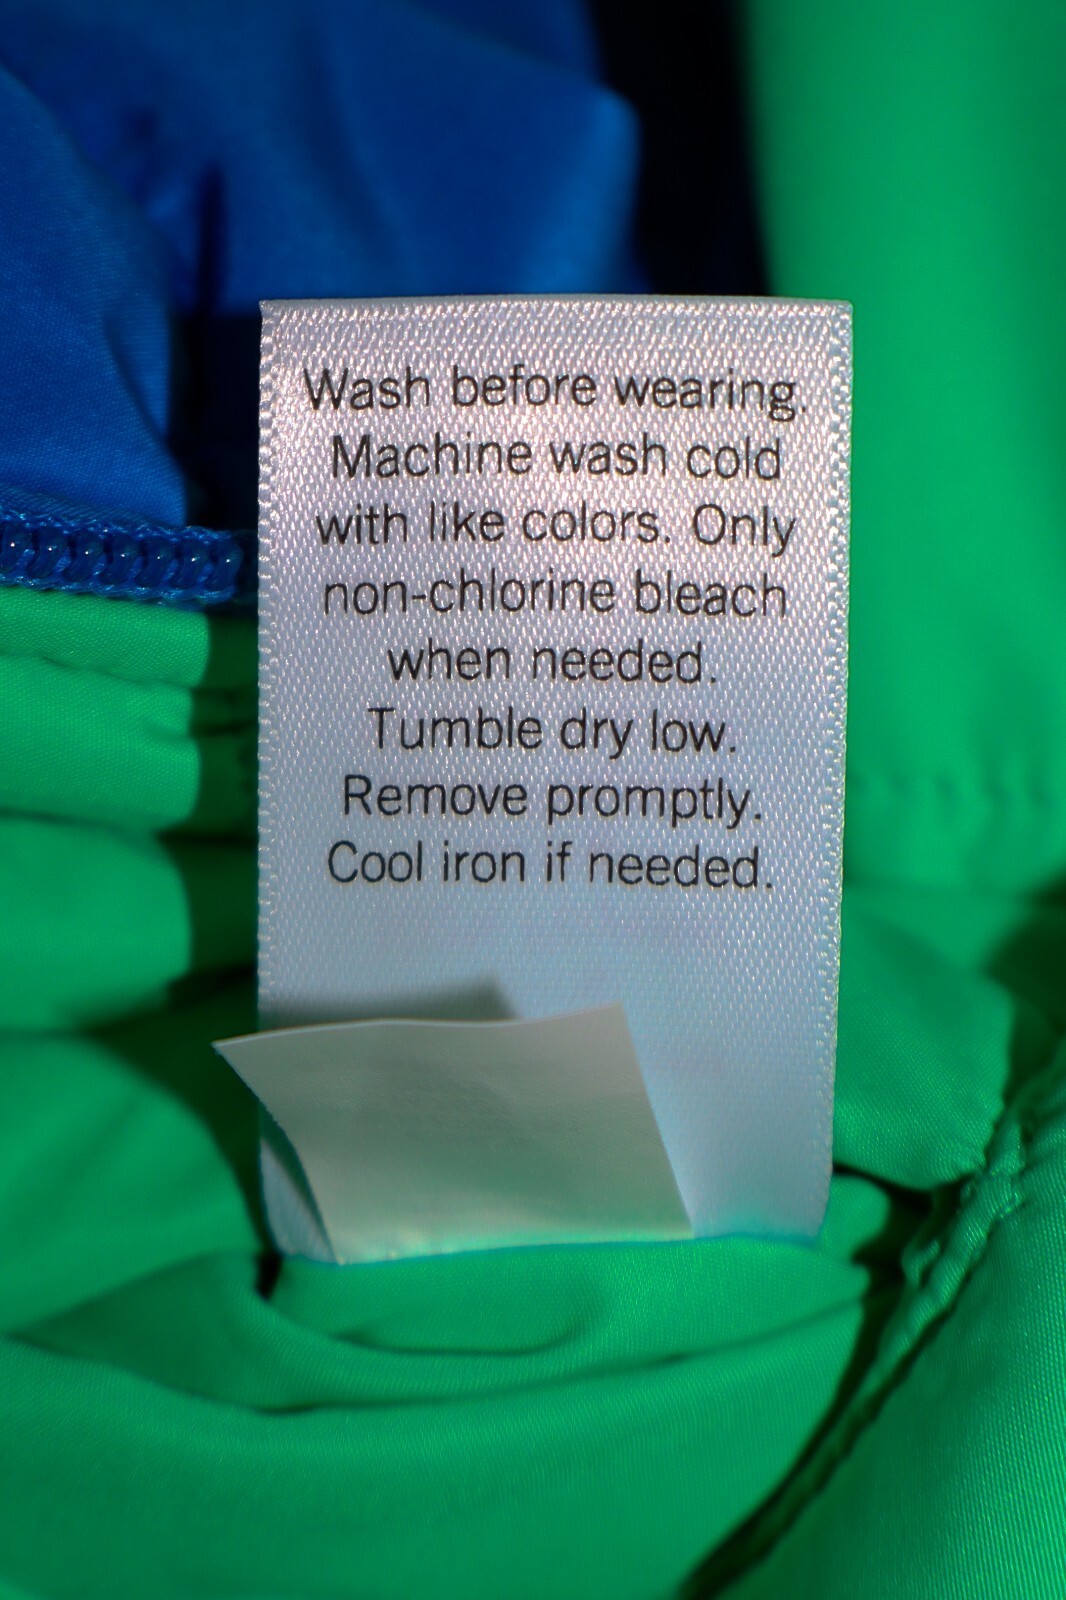 Wash before wearing.
Machine wash cold
with like colors. Only
non-chlorine bleach
when needed.
Tumble dry low.
Remove promptly.
Cool iron if needed.